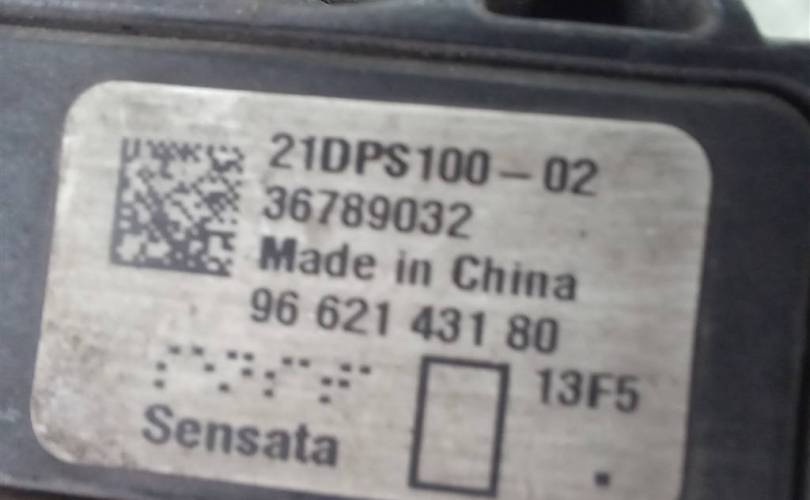 21DPS100-02
36789032
Made in China
96 621 431 80
13F5
Sensata